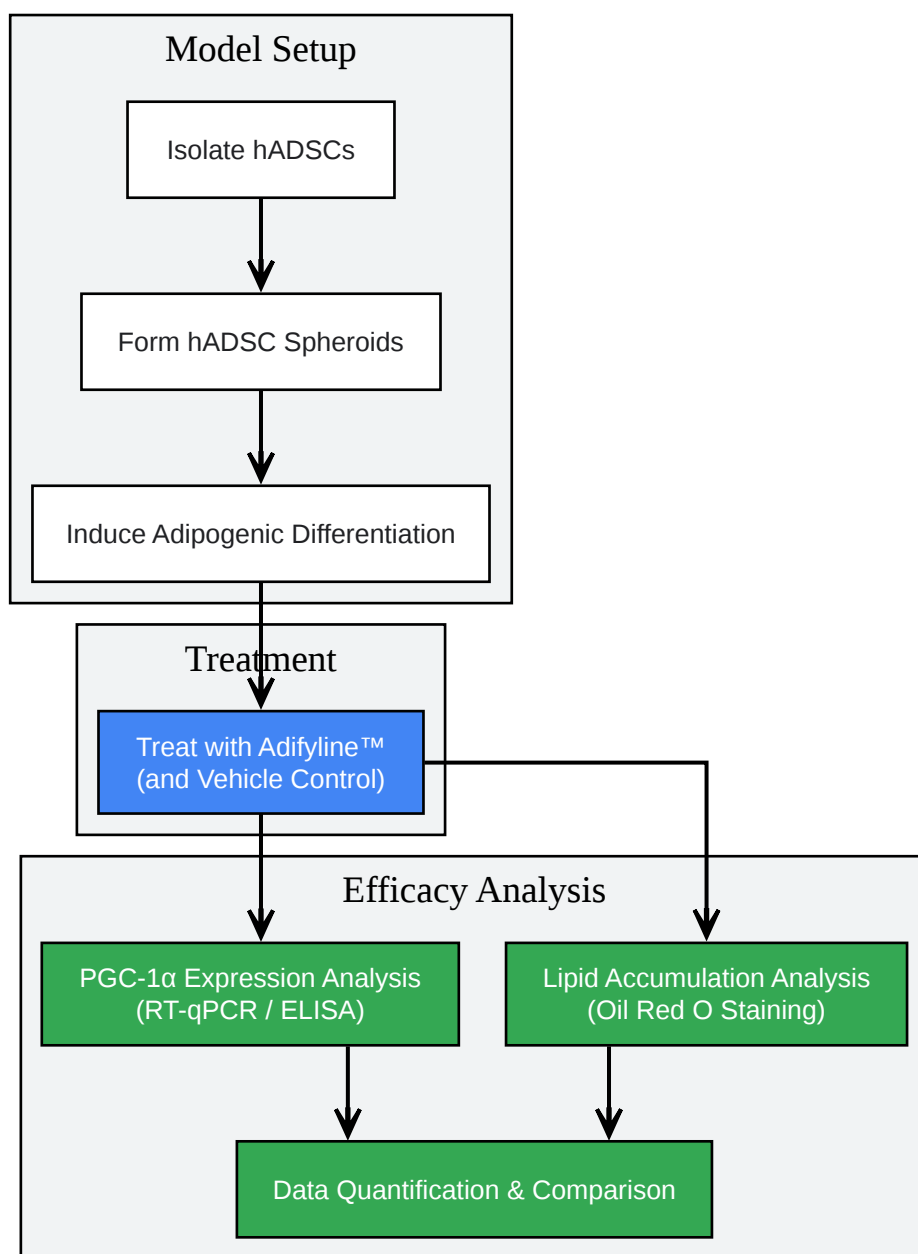 Model Setup
Isolate hADSCs
Form hADSC Spheroids
Induce Adipogenic Differentiation
Treatment
Treat with Adifyline™
(and Vehicle Control)
Efficacy Analysis
PGC-1α Expression Analysis
(RT-qPCR / ELISA)
Lipid Accumulation Analysis
(Oil Red O Staining)
Data Quantification & Comparison